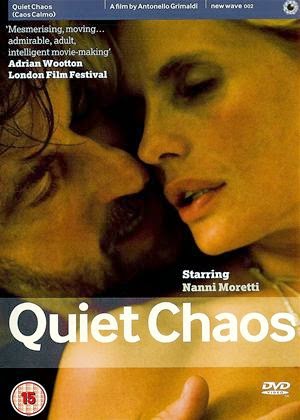 Quiet Chaos
(Caos Calmo)
A film by Antonello Grimaldi
new wave 002
'Mesmerising, moving...
admirable, adult,
intelligent movie-making'
Adrian Wootton
London Film Festival
Starring
Nanni Moretti
Quiet Chaos
15
DVD
VIDEO